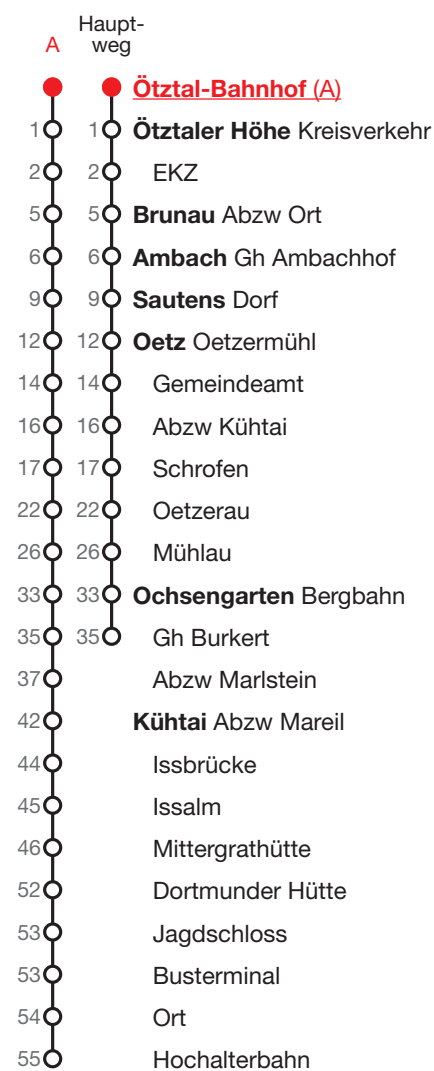 Haupt-
A weg
Ötztal-Bahnhof (A)
1 1 Ötztaler Höhe Kreisverkehr
2 2 EKZ
5 5 Brunau Abzw Ort
6 6 Ambach Gh Ambachhof
9 9 Sautens Dorf
12 12 Oetz Oetzermühl
14 14 Gemeindeamt
16 16 Abzw Kühtai
17 17 Schrofen
22 22 Oetzerau
26 26 Mühlau
33 33 Ochsengarten Bergbahn
35 35 Gh Burkert
37 Abzw Marlstein
42 Kühtai Abzw Mareil
44 Issbrücke
45 Issalm
46 Mittergrathütte
52 Dortmunder Hütte
53 Jagdschloss
53 Busterminal
54 Ort
55 Hochalterbahn